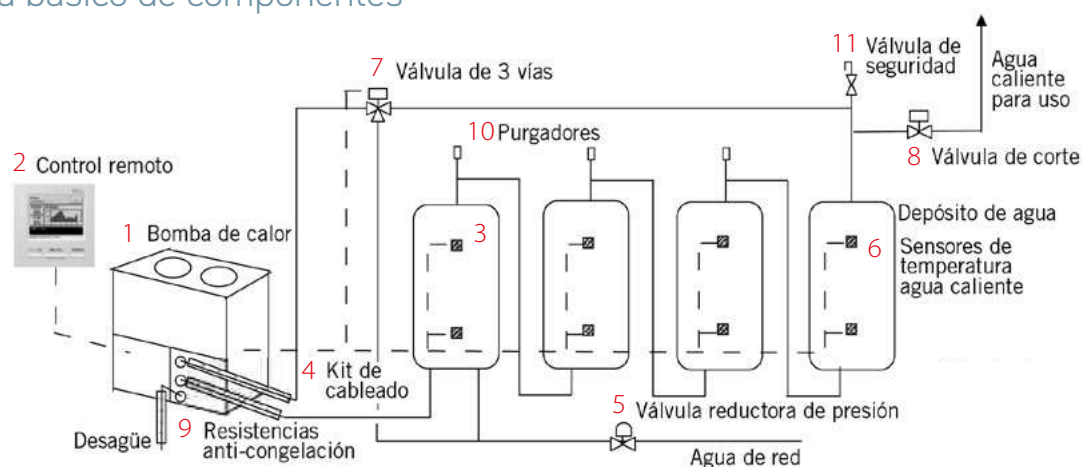 básico de componentes
11 Válvula de
seguridad
Agua
caliente
para uso
7 Válvula de 3 vías
10 Purgadores
8 Válvula de corte
2 Control remoto
1 Bomba de calor
3
Depósito de agua
6 Sensores de
temperatura
agua caliente
4 Kit de
cableado
5 Válvula reductora de presión
Desagüe
9 Resistencias
anti-congelación
Agua de red